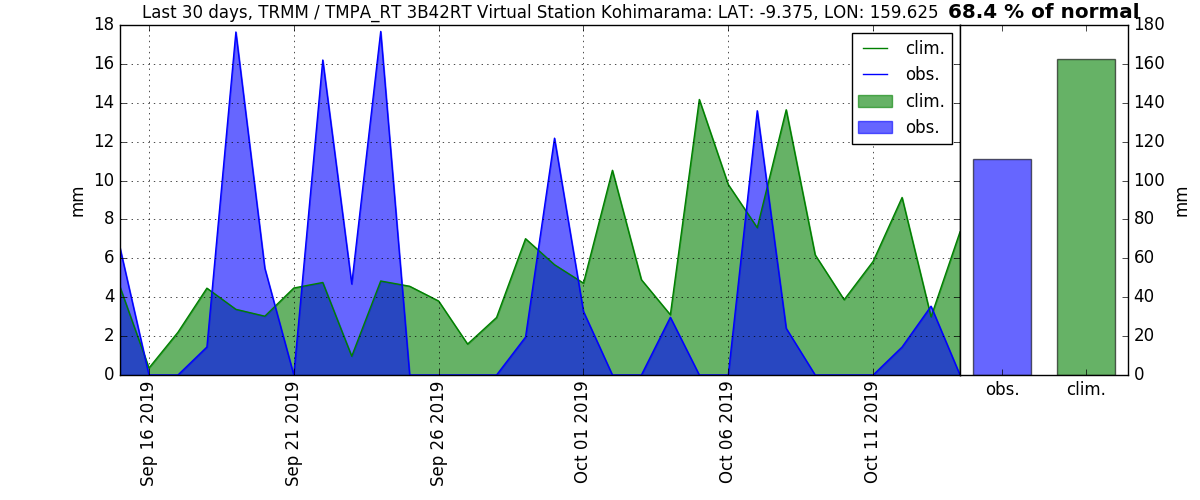 Last 30 days, TRMM / TMPA_RT 3B42RT Virtual Station Kohimarama: LAT: -9.375, LON: 159.625
68.4 % of normal
18
16
14
12
10
8
6
4
2
0
mm
clim.
obs.
clim.
obs.
Sep 16 2019
Sep 21 2019
Sep 26 2019
Oct 01 2019
Oct 06 2019
Oct 11 2019
180
160
140
120
100
80
60
40
20
0
mm
obs. clim.